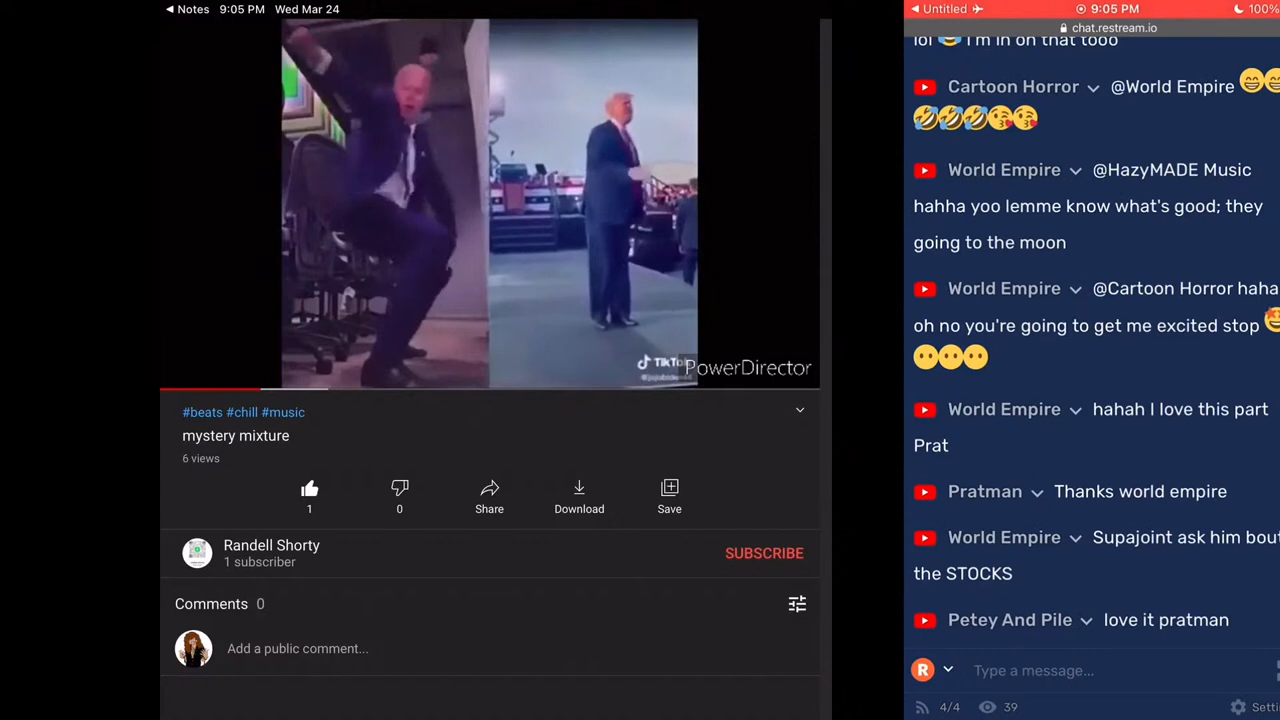 Notes 9:05 PM Wed Mar 24
TikTok
PowerDirector
#beats #chill #music
mystery mixture
6 views
1
0
Share
Download
Save
Randell Shorty
1 subscriber
SUBSCRIBE
Comments 0
Add a public comment...
Untitled 9:05 PM 100%
chat.restream.io
lol 😂 I'm in on that tooo
Cartoon Horror @World Empire 😁😁
🤣🤣🤣😘😘
World Empire @HazyMADE Music
hahha yoo lemme know what's good; they
going to the moon
World Empire @Cartoon Horror haha
oh no you're going to get me excited stop 🤩
😶😶😶
World Empire hahah I love this part
Prat
Pratman Thanks world empire
World Empire Supajoint ask him bout
the STOCKS
Petey And Pile love it pratman
R Type a message...
4/4 39 Setti